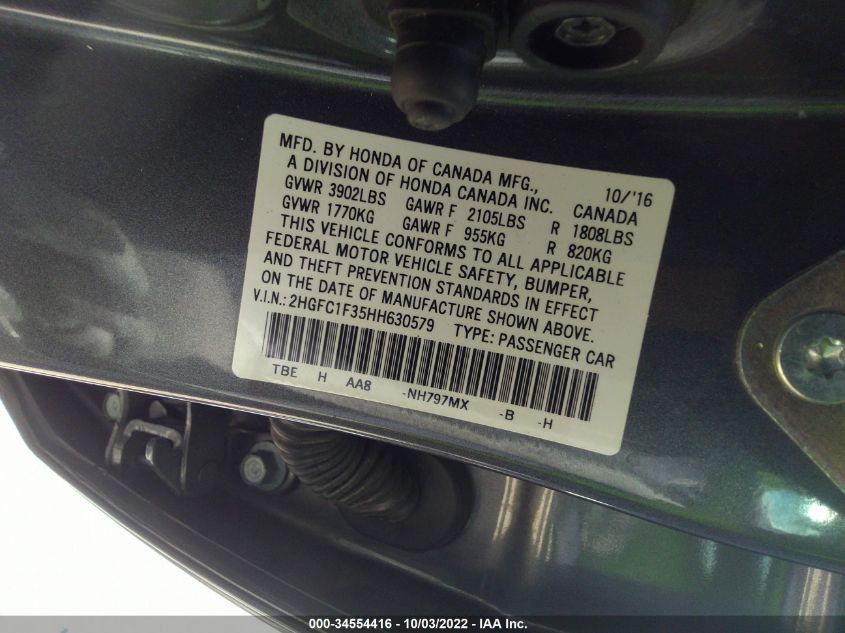 MFD. BY HONDA OF CANADA MFG., 10/'16
A DIVISION OF HONDA CANADA INC. CANADA
GVWR 3902LBS GAWR F 2105LBS R 1808LBS
GVWR 1770KG GAWR F 955KG R 820KG
THIS VEHICLE CONFORMS TO ALL APPLICABLE
FEDERAL MOTOR VEHICLE SAFETY, BUMPER,
AND THEFT PREVENTION STANDARDS IN EFFECT
ON THE DATE OF MANUFACTURE SHOWN ABOVE.
V.I.N.: 2HGFC1F35HH630579 TYPE: PASSENGER CAR
TBE H AA8 -NH797MX -B -H
000-34554416 - 10/03/2022 - IAA Inc.